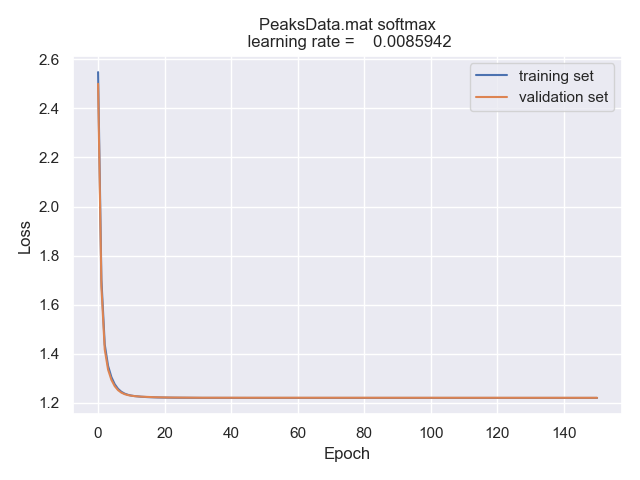 PeaksData.mat softmax
learning rate = 0.0085942
training set
validation set
2.6
2.4
2.2
2.0
1.8
1.6
1.4
1.2
Loss
0 20 40 60 80 100 120 140
Epoch